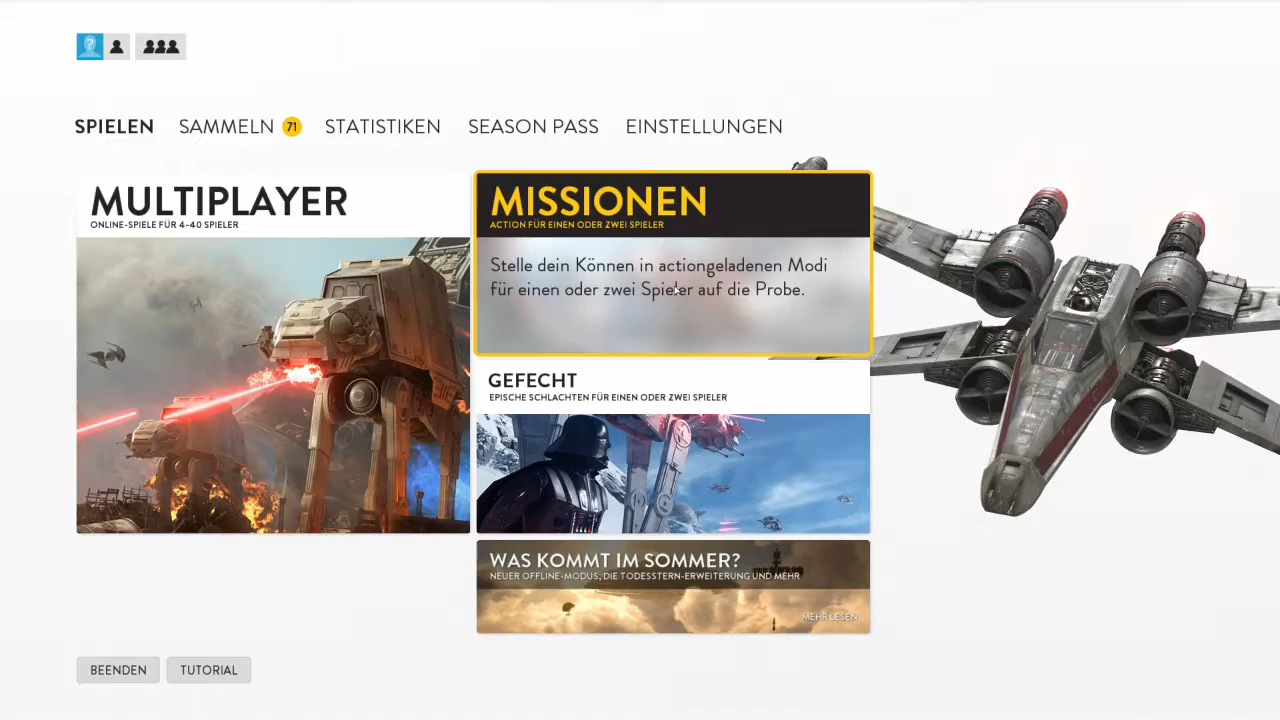 SPIELEN SAMMELN 71 STATISTIKEN SEASON PASS EINSTELLUNGEN
MULTIPLAYER
ONLINE-SPIELE FÜR 4-40 SPIELER
MISSIONEN
ACTION FÜR EINEN ODER ZWEI SPIELER
Stelle dein Können in actiongeladenen Modi
für einen oder zwei Spieler auf die Probe.
GEFECHT
EPISCHE SCHLACHTEN FÜR EINEN ODER ZWEI SPIELER
WAS KOMMT IM SOMMER?
NEUER OFFLINE-MODUS, DIE TODESSTERN-ERWEITERUNG UND MEHR
MEHR LESEN
BEENDEN TUTORIAL